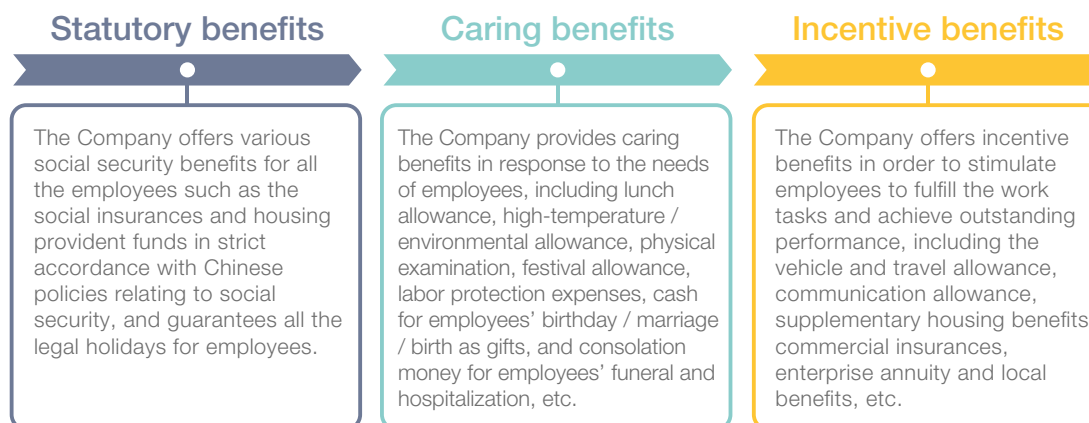 Statutory benefits
The Company offers various
social security benefits for all
the employees such as the
social insurances and housing
provident funds in strict
accordance with Chinese
policies relating to social
security, and guarantees all the
legal holidays for employees.
Caring benefits
The Company provides caring
benefits in response to the needs
of employees, including lunch
allowance, high-temperature /
environmental allowance, physical
examination, festival allowance,
labor protection expenses, cash
for employees’ birthday / marriage
/ birth as gifts, and consolation
money for employees’ funeral and
hospitalization, etc.
Incentive benefits
The Company offers incentive
benefits in order to stimulate
employees to fulfill the work
tasks and achieve outstanding
performance, including the
vehicle and travel allowance,
communication allowance,
supplementary housing benefits
commercial insurances,
enterprise annuity and local
benefits, etc.